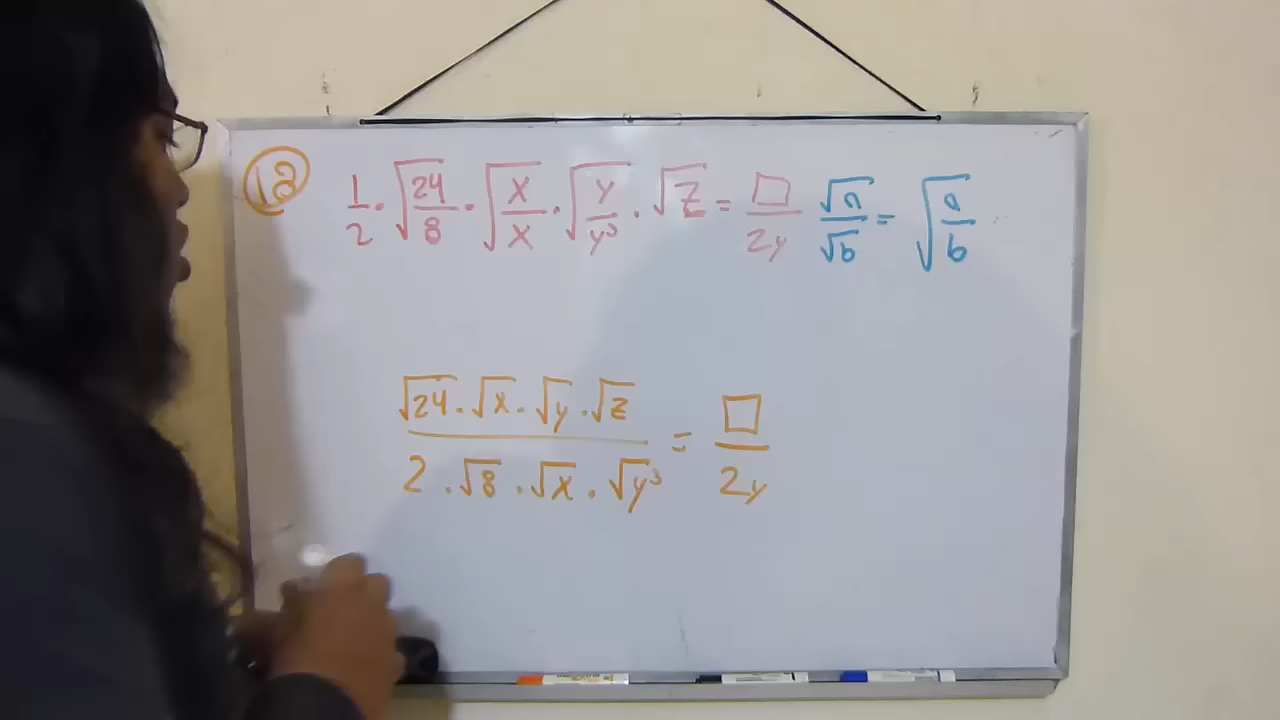 12
1/2 · √(24/8) · √(x/x) · √(y/y³) · √z = □/2y √a/√b = √(a/b)
(√24 · √x · √y · √z)/(2 · √8 · √x · √y³) = □/2y